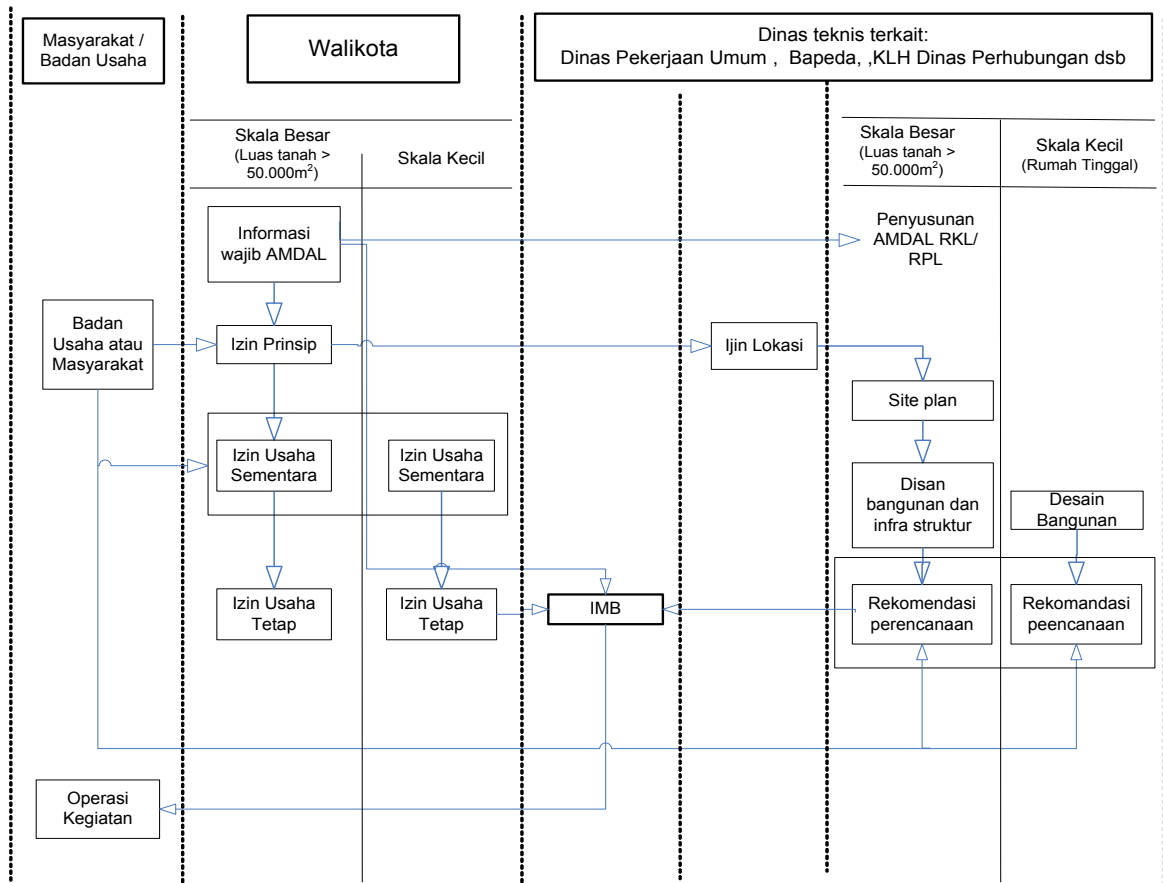 Masyarakat /
Badan Usaha
Walikota
Dinas teknis terkait:
Dinas Pekerjaan Umum , Bapeda, ,KLH Dinas Perhubungan dsb
Skala Besar
(Luas tanah >
50.000m²)
Skala Kecil
Skala Besar
(Luas tanah >
50.000m²)
Skala Kecil
(Rumah Tinggal)
Informasi
wajib AMDAL
Penyusunan
AMDAL RKL/
RPL
Badan
Usaha atau
Masyarakat
Izin Prinsip
Ijin Lokasi
Site plan
Izin Usaha
Sementara
Izin Usaha
Sementara
Disan
bangunan dan
infra struktur
Desain
Bangunan
Izin Usaha
Tetap
Izin Usaha
Tetap
IMB
Rekomendasi
perencanaan
Rekomandasi
peencanaan
Operasi
Kegiatan